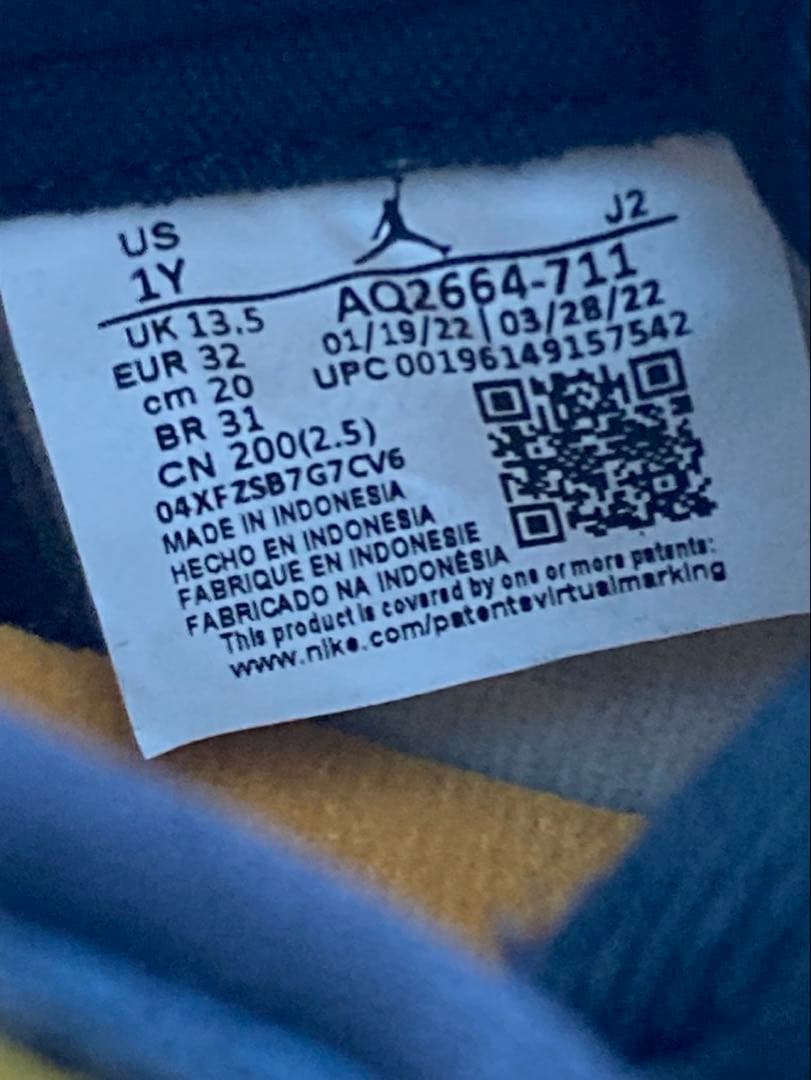 US
J2
1Y
AQ2664-711
UK 13.5
01/19/22 | 03/28/22
EUR 32
UPC 00196149157542
cm 20
BR 31
CN 200(2.5)
04XFZSB7G7CV6
MADE IN INDONESIA
HECHO EN INDONESIA
FABRIQUE EN INDONESIE
FABRICADO NA INDONÉSIA
This product is covered by one or more patents:
www.nike.com/patentsvirtualmarking